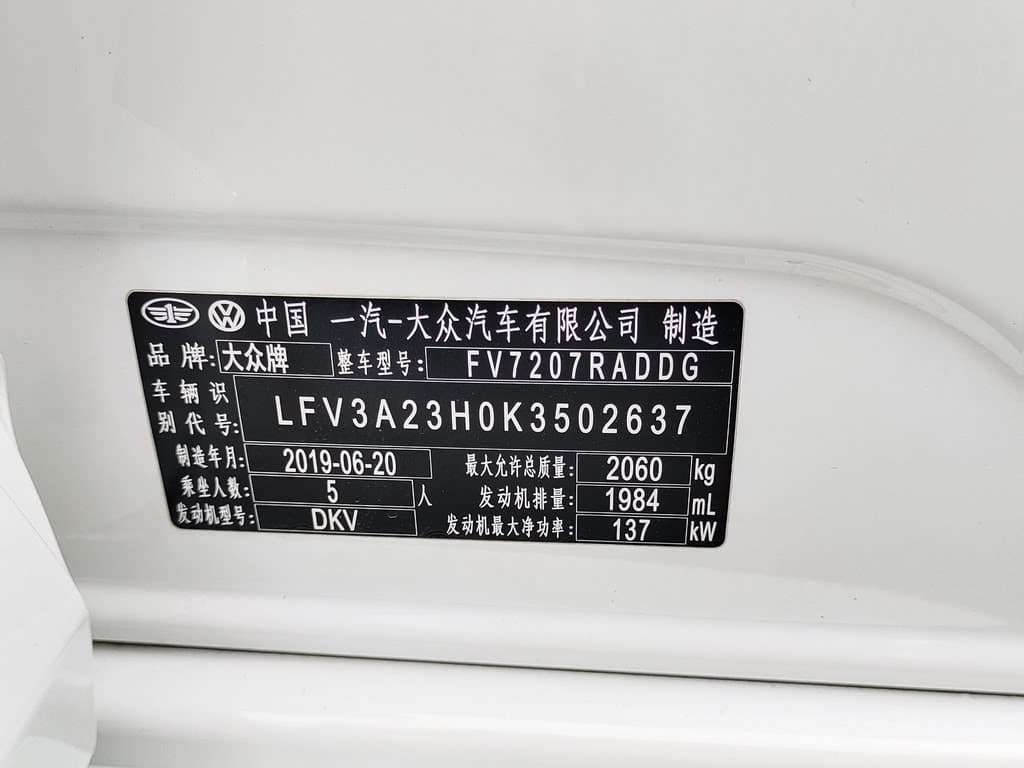 中国 一汽-大众汽车有限公司 制造
品牌: 大众牌 整车型号: FV7207RADDG
车辆识别代号: LFV3A23H0K3502637
制造年月: 2019-06-20 最大允许总质量: 2060 kg
乘坐人数: 5 人 发动机排量: 1984 mL
发动机型号: DKV 发动机最大净功率: 137 kW